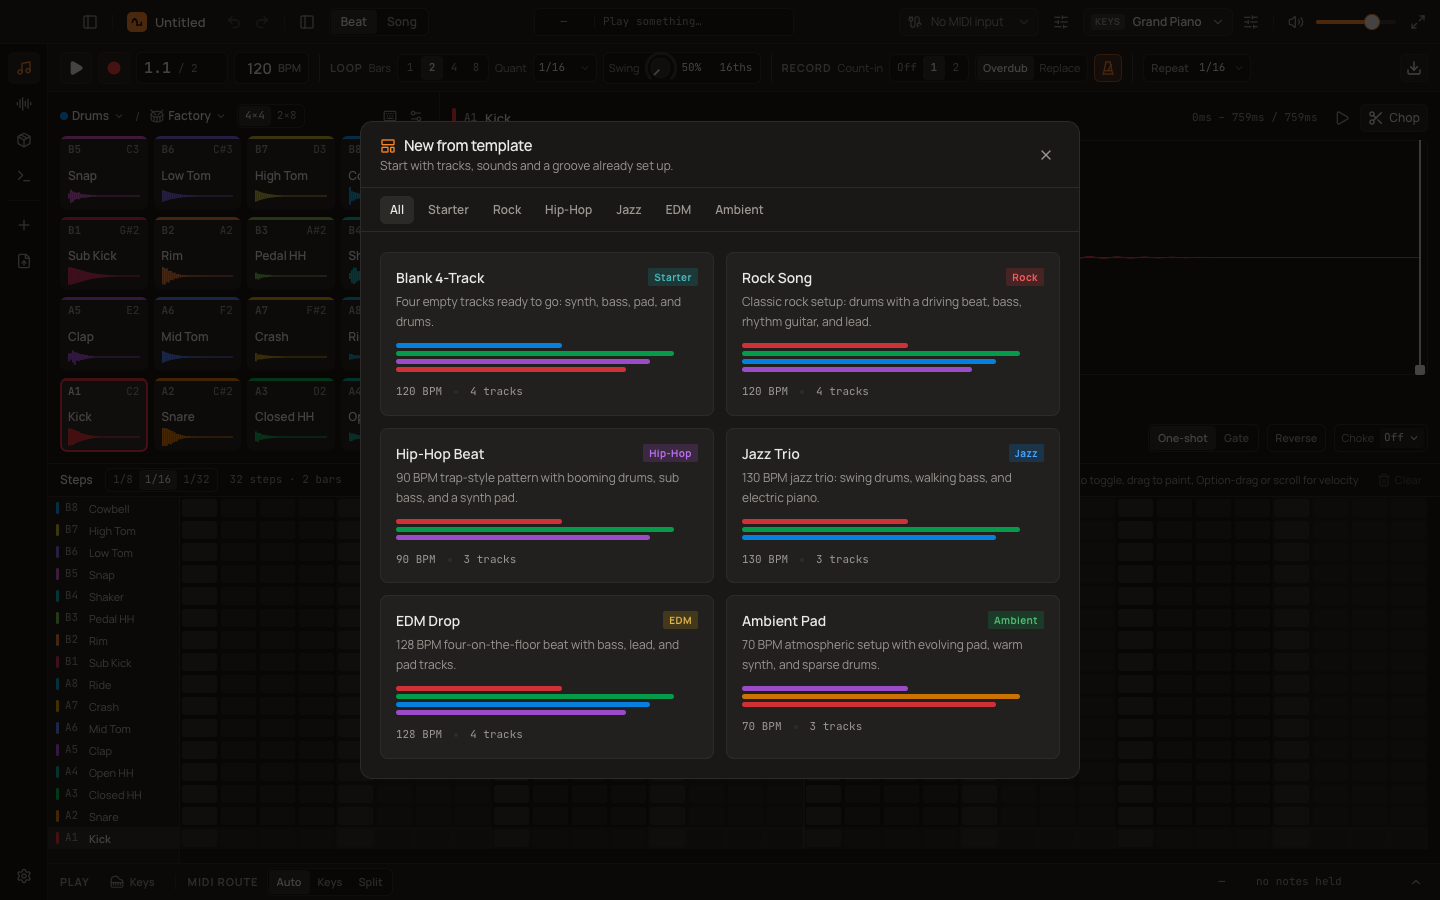 Untitled
Beat Song
– Play something…
No MIDI input
KEYS Grand Piano
1.1 / 2
120 BPM
LOOP Bars 1 2 4 8 Quant 1/16
Swing 50% 16ths
RECORD Count-in Off 1 2 Overdub Replace
Repeat 1/16
Drums / Factory 4×4 2×8
A1 Kick
0ms – 759ms / 759ms
Chop
B5 C3
Snap
B6 C#3
Low Tom
B7 D3
High Tom
B8
B1 G#2
Sub Kick
B2 A2
Rim
B3 A#2
Pedal HH
B4
A5 E2
Clap
A6 F2
Mid Tom
A7 F#2
Crash
A8
A1 C2
Kick
A2 C#2
Snare
A3 D2
Closed HH
A4
One-shot Gate Reverse Choke Off
Steps 1/8 1/16 1/32 32 steps · 2 bars
to toggle, drag to paint, Option-drag or scroll for velocity
Clear
B8 Cowbell
B7 High Tom
B6 Low Tom
B5 Snap
B4 Shaker
B3 Pedal HH
B2 Rim
B1 Sub Kick
A8 Ride
A7 Crash
A6 Mid Tom
A5 Clap
A4 Open HH
A3 Closed HH
A2 Snare
A1 Kick
PLAY Keys MIDI ROUTE Auto Keys Split
– no notes held
New from template
Start with tracks, sounds and a groove already set up.
All Starter Rock Hip-Hop Jazz EDM Ambient
Blank 4-Track Starter
Four empty tracks ready to go: synth, bass, pad, and
drums.
120 BPM · 4 tracks
Rock Song Rock
Classic rock setup: drums with a driving beat, bass,
rhythm guitar, and lead.
120 BPM · 4 tracks
Hip-Hop Beat Hip-Hop
90 BPM trap-style pattern with booming drums, sub
bass, and a synth pad.
90 BPM · 3 tracks
Jazz Trio Jazz
130 BPM jazz trio: swing drums, walking bass, and
electric piano.
130 BPM · 3 tracks
EDM Drop EDM
128 BPM four-on-the-floor beat with bass, lead, and
pad tracks.
128 BPM · 4 tracks
Ambient Pad Ambient
70 BPM atmospheric setup with evolving pad, warm
synth, and sparse drums.
70 BPM · 3 tracks